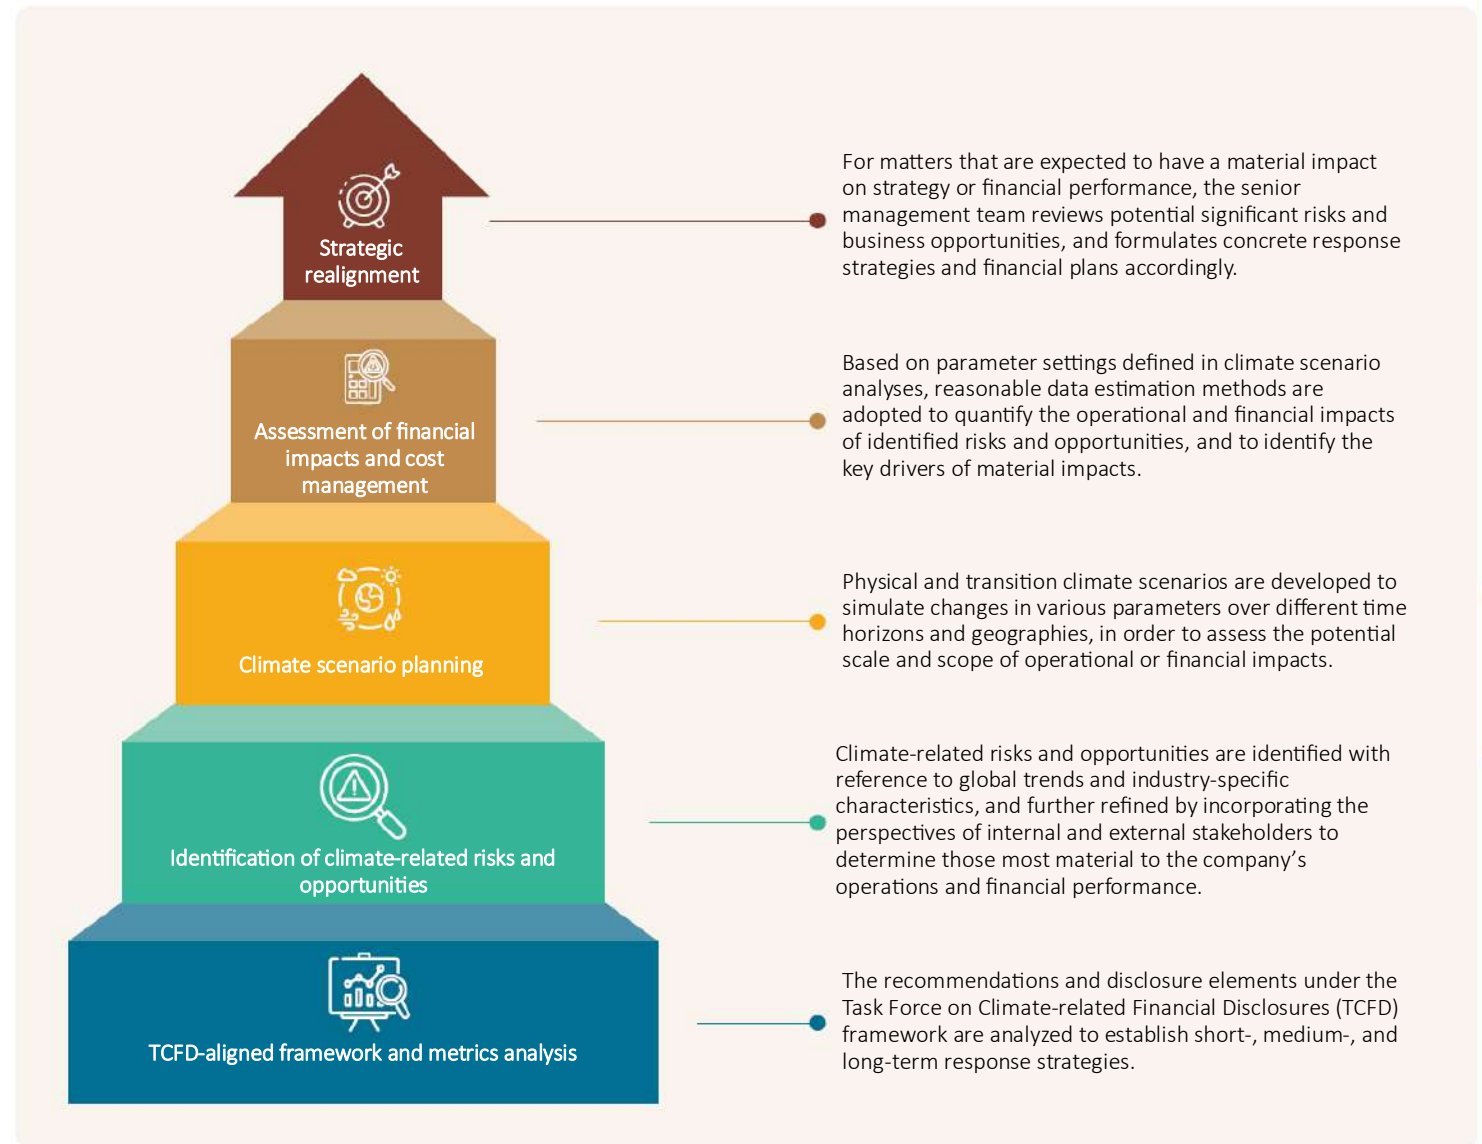 Strategic
realignment
For matters that are expected to have a material impact
on strategy or financial performance, the senior
management team reviews potential significant risks and
business opportunities, and formulates concrete response
strategies and financial plans accordingly.
Assessment of financial
impacts and cost
management
Based on parameter settings defined in climate scenario
analyses, reasonable data estimation methods are
adopted to quantify the operational and financial impacts
of identified risks and opportunities, and to identify the
key drivers of material impacts.
Climate scenario planning
Physical and transition climate scenarios are developed to
simulate changes in various parameters over different time
horizons and geographies, in order to assess the potential
scale and scope of operational or financial impacts.
Identification of climate-related risks and
opportunities
Climate-related risks and opportunities are identified with
reference to global trends and industry-specific
characteristics, and further refined by incorporating the
perspectives of internal and external stakeholders to
determine those most material to the company’s
operations and financial performance.
TCFD-aligned framework and metrics analysis
The recommendations and disclosure elements under the
Task Force on Climate-related Financial Disclosures (TCFD)
framework are analyzed to establish short-, medium-, and
long-term response strategies.